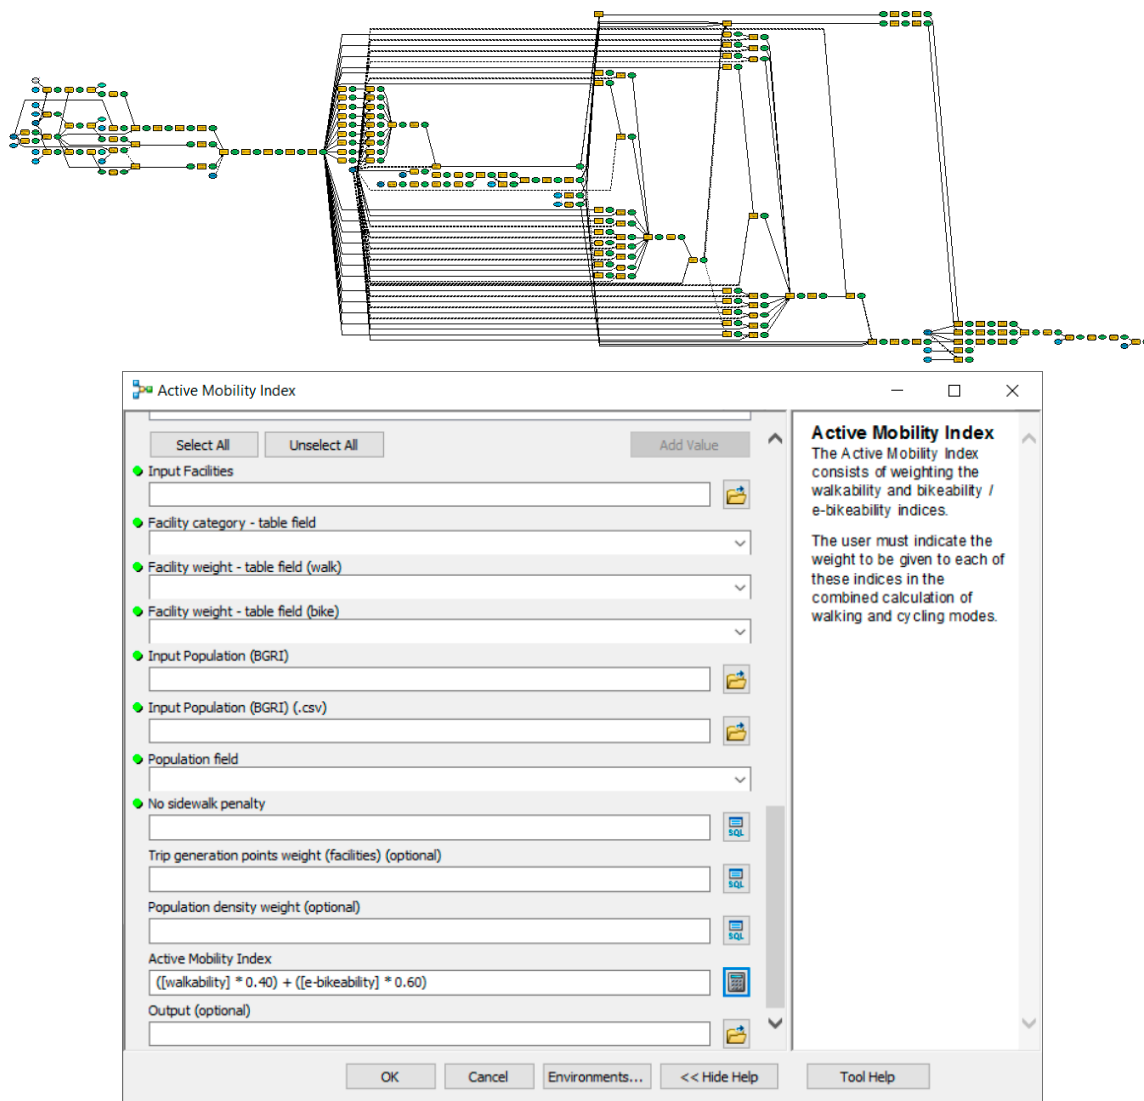 Active Mobility Index
Select All
Unselect All
Add Value
Input Facilities
Facility category - table field
Facility weight - table field (walk)
Facility weight - table field (bike)
Input Population (BGRI)
Input Population (BGRI) (.csv)
Population field
No sidewalk penalty
SQL
Trip generation points weight (facilities) (optional)
SQL
Population density weight (optional)
SQL
Active Mobility Index
([walkability] * 0.40) + ([e-bikeability] * 0.60)
Output (optional)
Active Mobility Index
The Active Mobility Index
consists of weighting the
walkability and bikeability /
e-bikeability indices.
The user must indicate the
weight to be given to each of
these indices in the
combined calculation of
walking and cycling modes.
OK
Cancel
Environments...
<< Hide Help
Tool Help